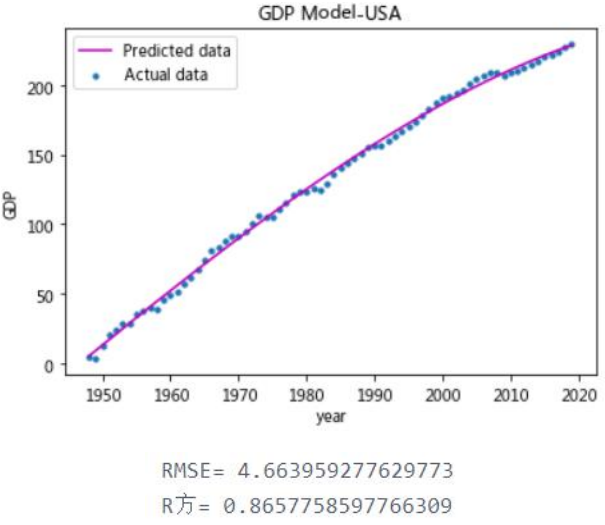 GDP Model-USA
Predicted data
Actual data
GDP
200
150
100
50
0
1950 1960 1970 1980 1990 2000 2010 2020
year
RMSE= 4.663959277629773
R方= 0.8657758597766309